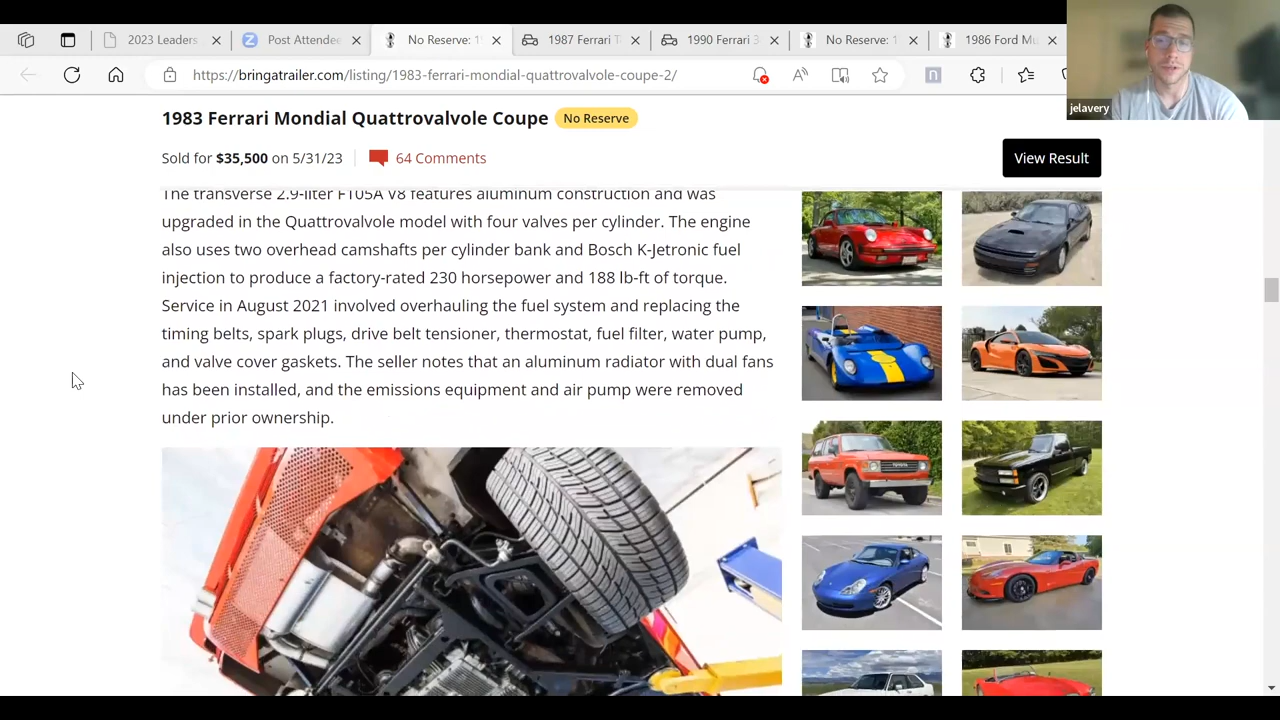 2023 Leaders
Post Attendee
No Reserve: 1
1987 Ferrari T
1990 Ferrari 3
No Reserve: 1
1986 Ford Mu
https://bringatrailer.com/listing/1983-ferrari-mondial-quattrovalvole-coupe-2/
jelavery
1983 Ferrari Mondial Quattrovalvole Coupe
No Reserve
Sold for $35,500 on 5/31/23
64 Comments
View Result
The transverse 2.9-liter F105A V8 features aluminum construction and was
upgraded in the Quattrovalvole model with four valves per cylinder. The engine
also uses two overhead camshafts per cylinder bank and Bosch K-Jetronic fuel
injection to produce a factory-rated 230 horsepower and 188 lb-ft of torque.
Service in August 2021 involved overhauling the fuel system and replacing the
timing belts, spark plugs, drive belt tensioner, thermostat, fuel filter, water pump,
and valve cover gaskets. The seller notes that an aluminum radiator with dual fans
has been installed, and the emissions equipment and air pump were removed
under prior ownership.